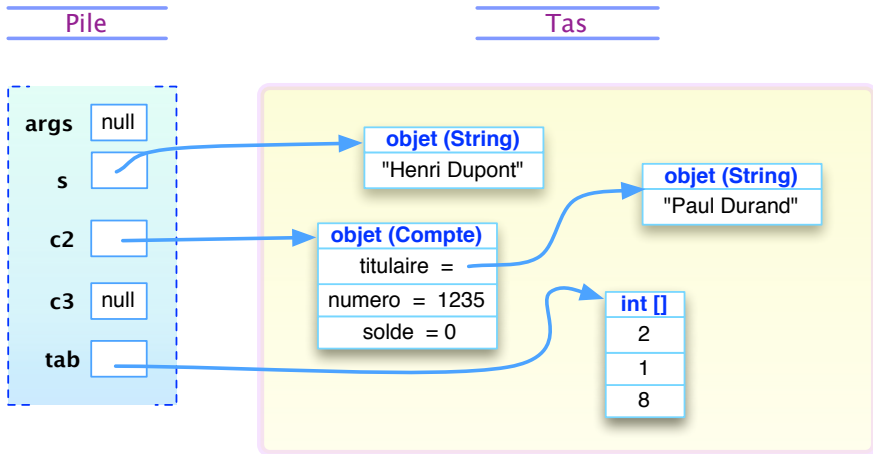 Pile
Tas
args null
s
c2
c3 null
tab
objet (String)
"Henri Dupont"
objet (String)
"Paul Durand"
objet (Compte)
titulaire =
numero = 1235
solde = 0
int []
2
1
8